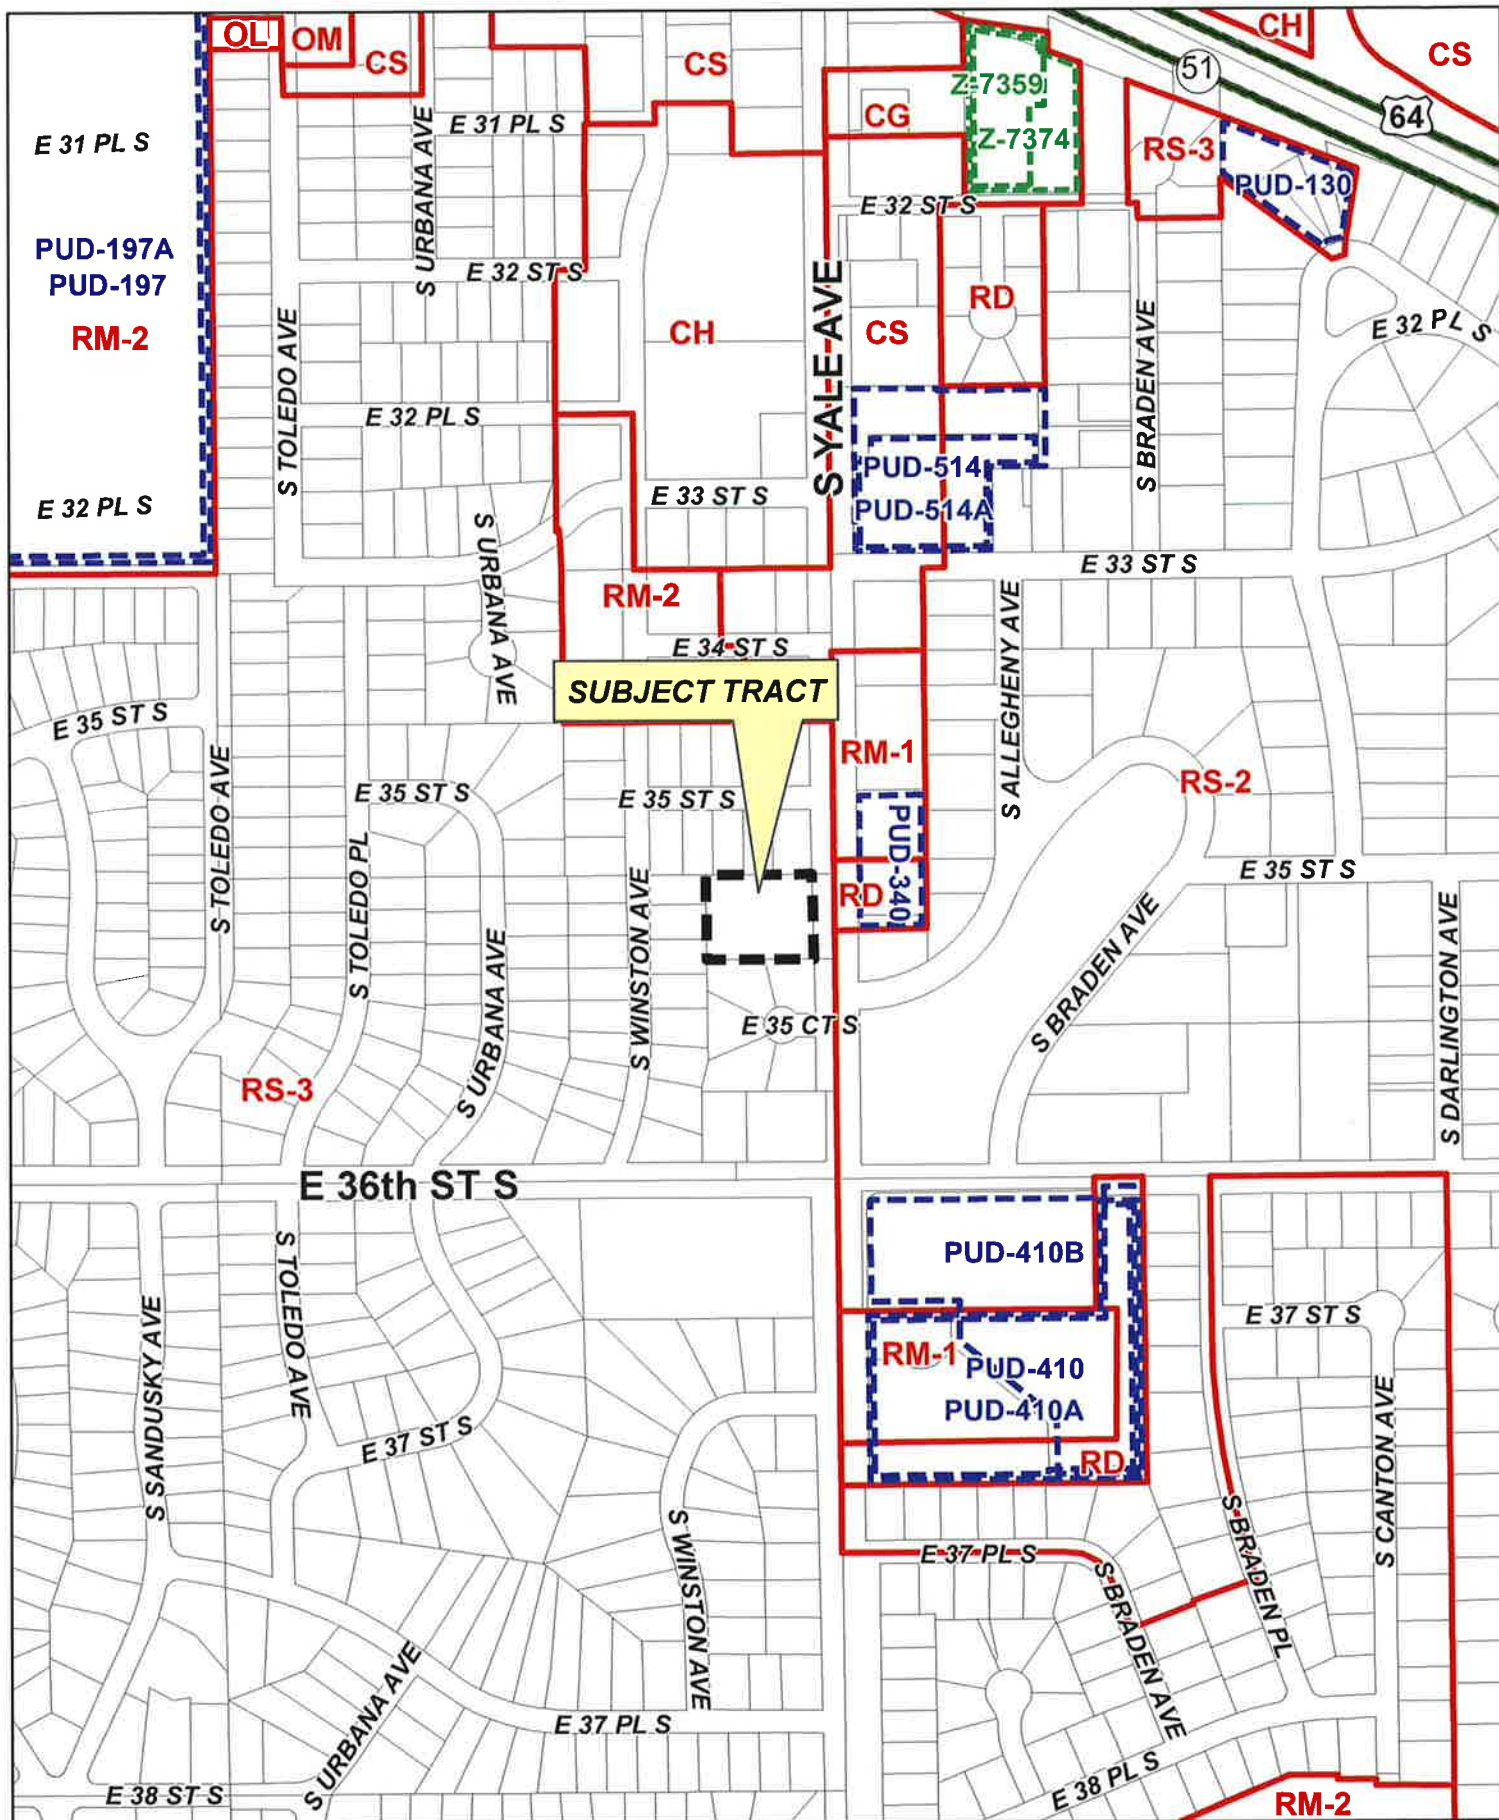 OL
OM
CS
CS
CH
CS
51
64
Z-7359
CG
Z-7374
E 31 PL S
E 31 PL S
S URBANA AVE
RS-3
PUD-130
E 32 ST S
PUD-197A
PUD-197
RM-2
E 32 ST S
RD
CH
CS
S YALE AVE
S TOLEDO AVE
S BRADEN AVE
E 32 PL S
E 32 PL S
E 32 PL S
E 33 ST S
PUD-514
PUD-514A
S URBANA AVE
E 33 ST S
RM-2
E 34 ST S
S ALLEGHENY AVE
SUBJECT TRACT
E 35 ST S
S TOLEDO AVE
RM-1
RS-2
E 35 ST S
E 35 ST S
PUD-340
S TOLEDO PL
E 35 ST S
RD
S WINSTON AVE
S URBANA AVE
S BRADEN AVE
S DARLINGTON AVE
E 35 CT S
RS-3
E 36th ST S
PUD-410B
S TOLEDO AVE
S SANDUSKY AVE
E 37 ST S
RM-1
PUD-410
PUD-410A
S CANTON AVE
E 37 ST S
RD
S WINSTON AVE
S BRADEN PL
E 37 PL S
S BRADEN AVE
S URBANA AVE
E 37 PL S
E 38 ST S
E 38 PL S
RM-2